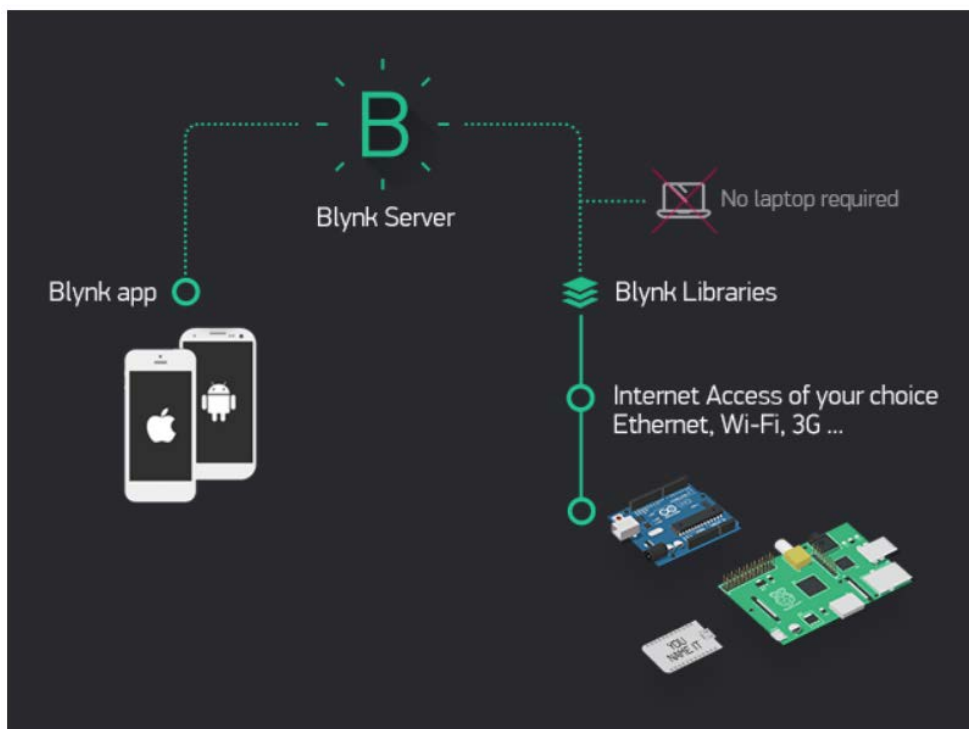 B
Blynk Server
No laptop required
Blynk app
Blynk Libraries
Internet Access of your choice
Ethernet, Wi-Fi, 3G ...
YOU
NAME IT